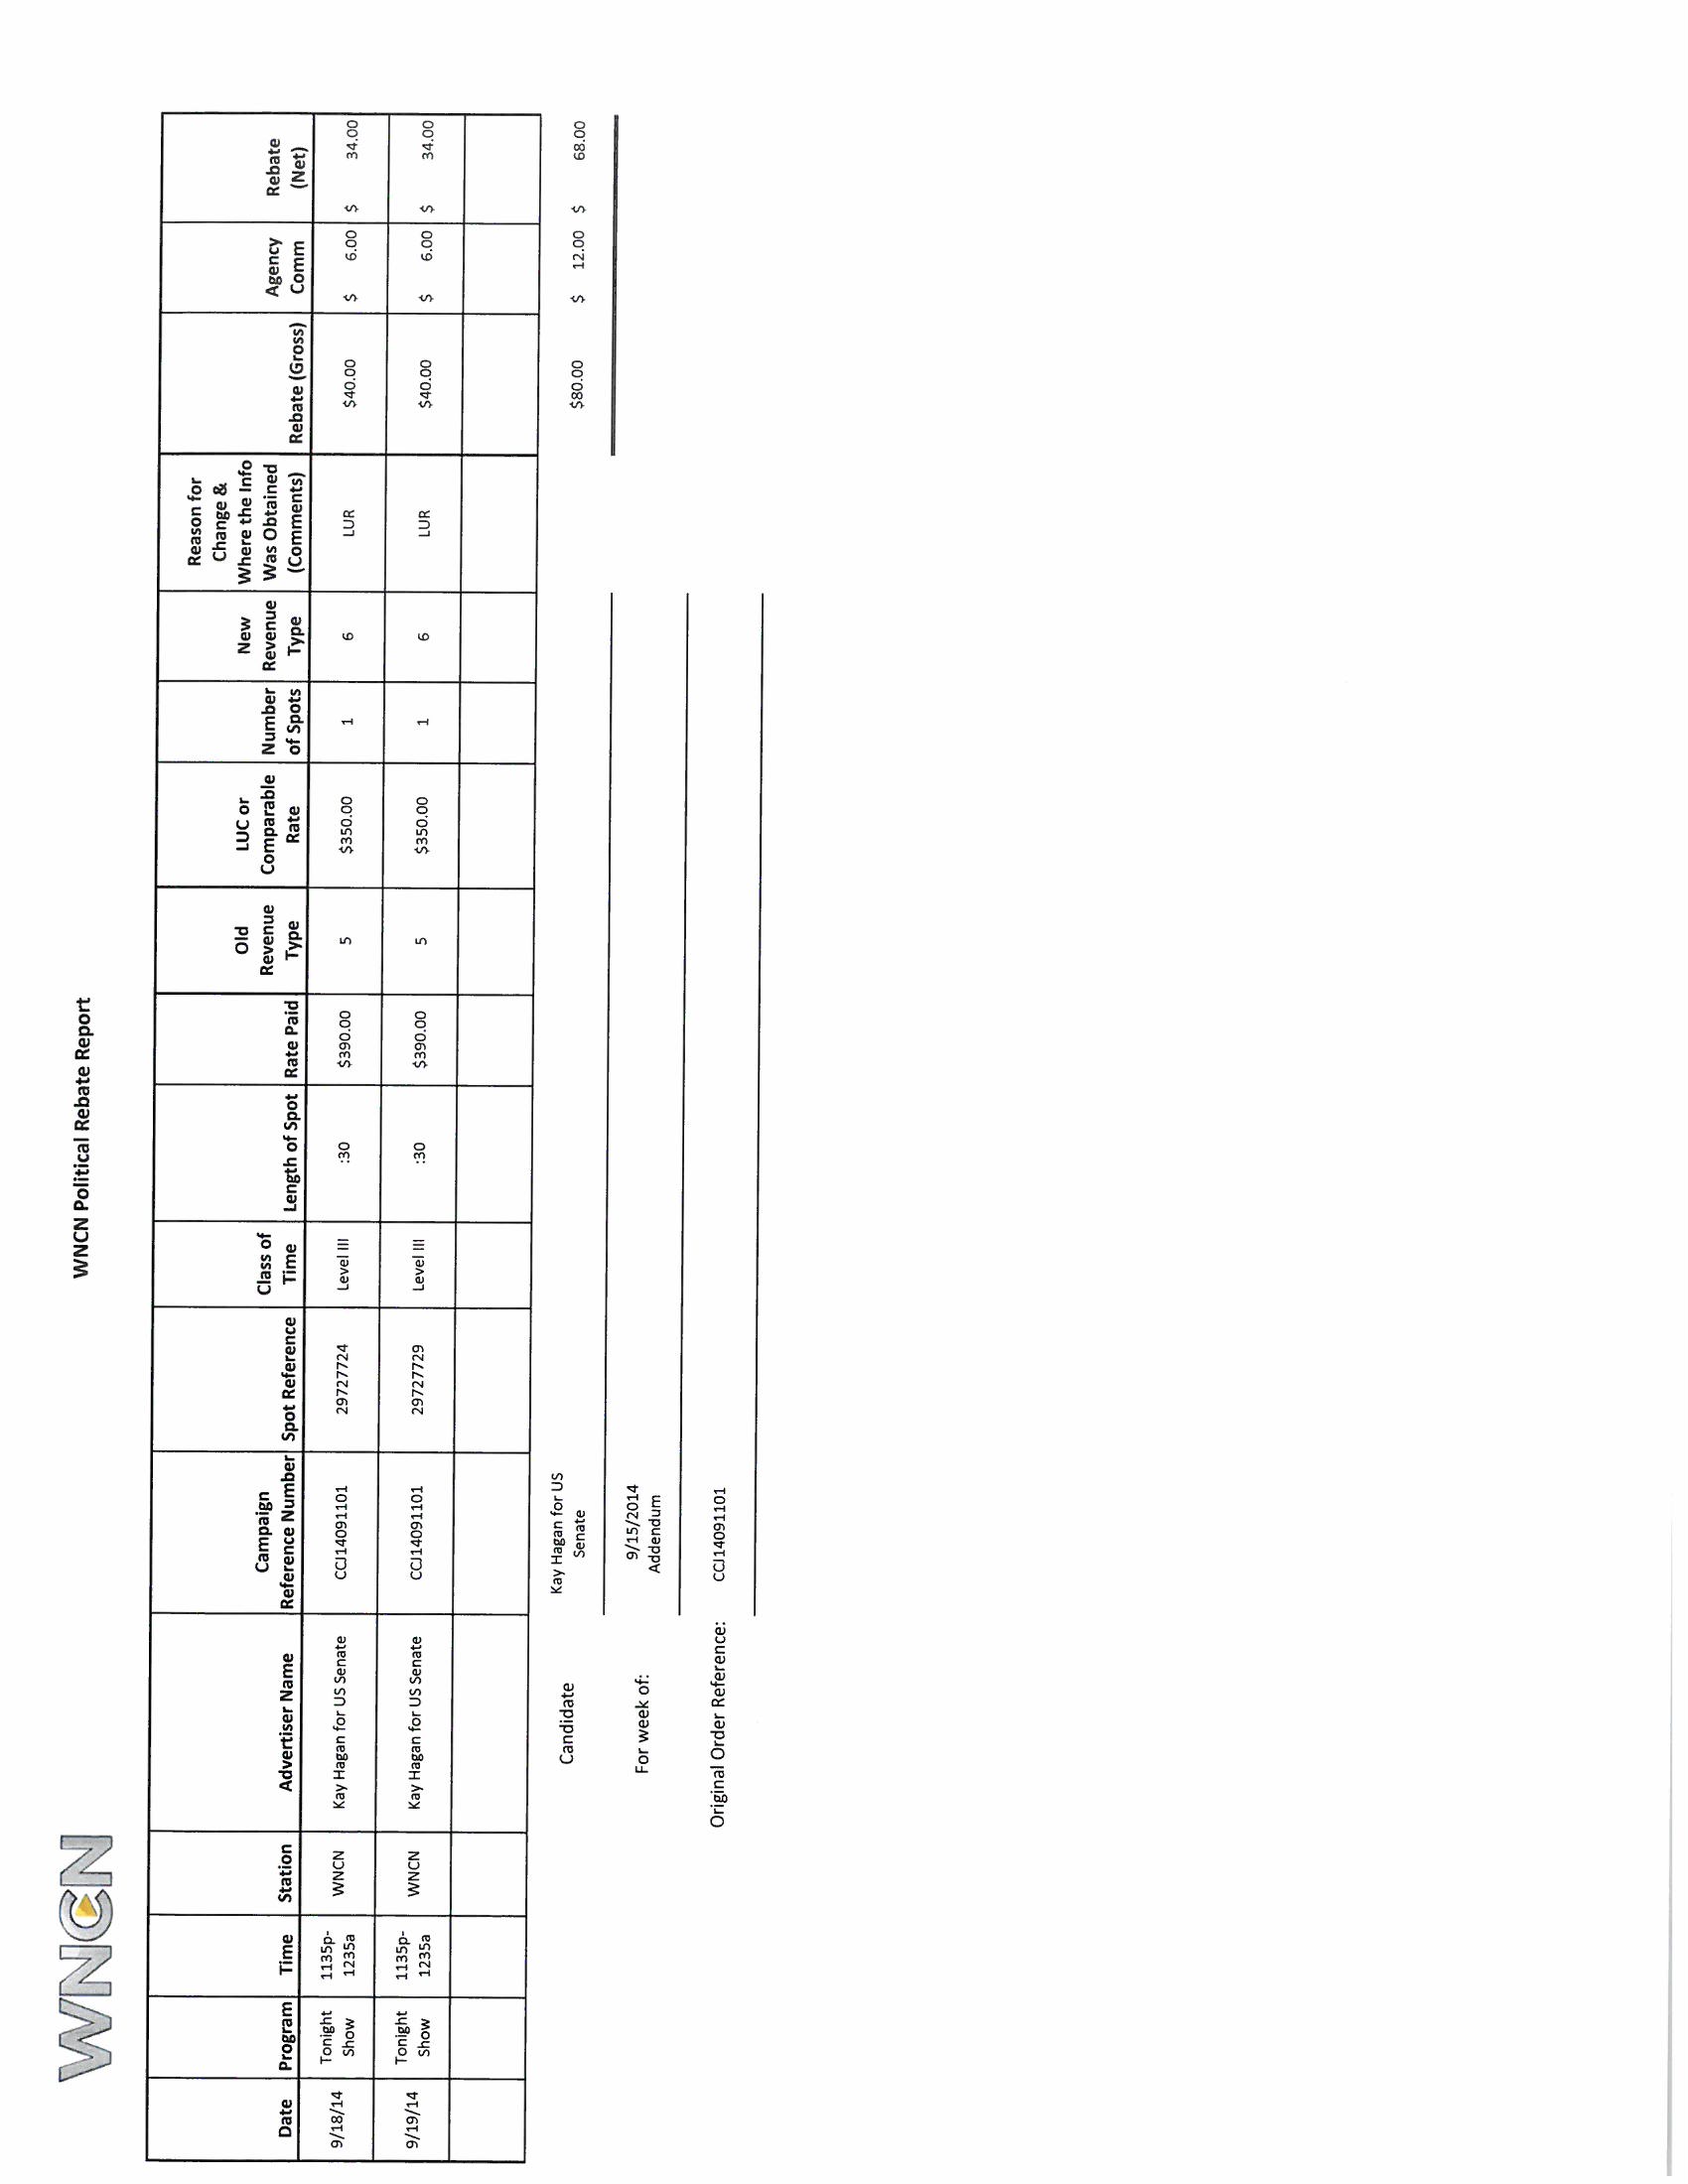 WNCN
WNCN Political Rebate Report
Date Program Time Station Advertiser Name Campaign Reference Number Spot Reference Class of Time Length of Spot Rate Paid Old Revenue Type LUC or Comparable Rate Number of Spots New Revenue Type Reason for Change & Where the Info Was Obtained (Comments) Rebate (Gross) Agency Comm Rebate (Net)
9/18/14 Tonight Show 1135p-1235a WNCN Kay Hagan for US Senate CCJ14091101 29727724 Level III :30 $390.00 5 $350.00 1 6 LUR $40.00 $ 6.00 $ 34.00
9/19/14 Tonight Show 1135p-1235a WNCN Kay Hagan for US Senate CCJ14091101 29727729 Level III :30 $390.00 5 $350.00 1 6 LUR $40.00 $ 6.00 $ 34.00
Candidate Kay Hagan for US Senate $80.00 $ 12.00 $ 68.00
For week of: 9/15/2014 Addendum
Original Order Reference: CCJ14091101